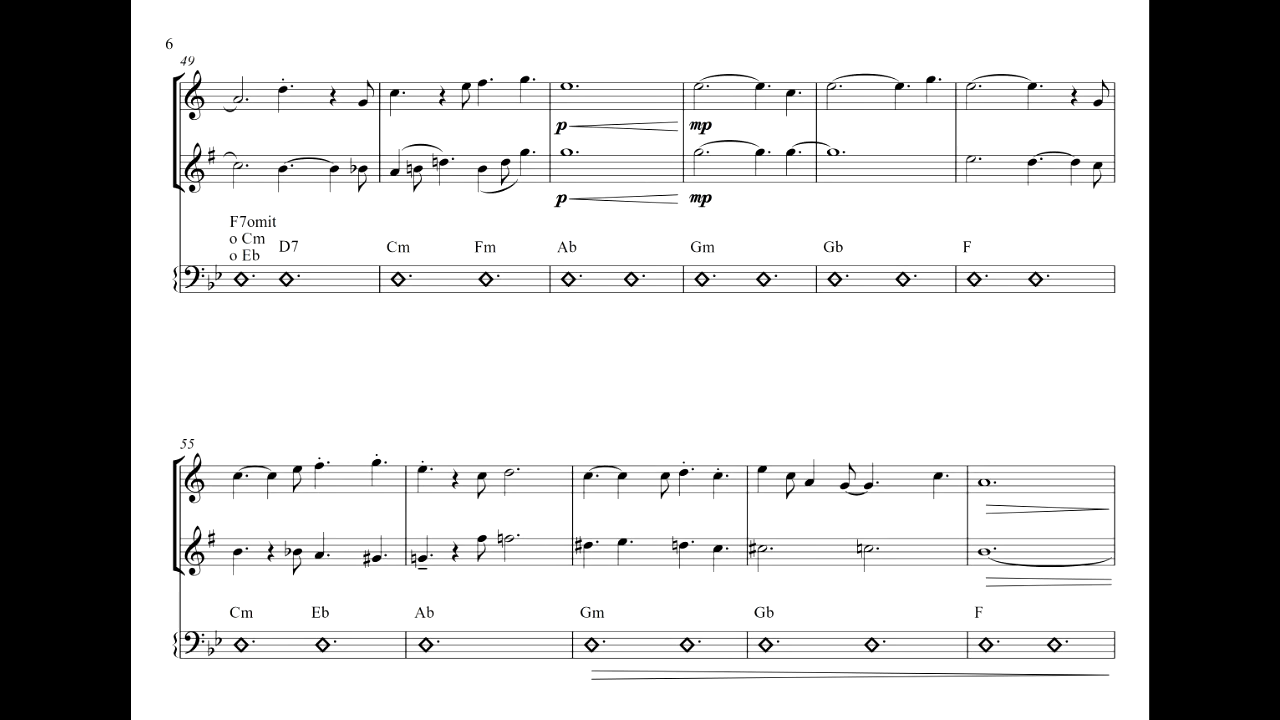 6
49
p mp
p mp
F7omit
o Cm
o Eb D7 Cm Fm Ab Gm Gb F
55
Cm Eb Ab Gm Gb F